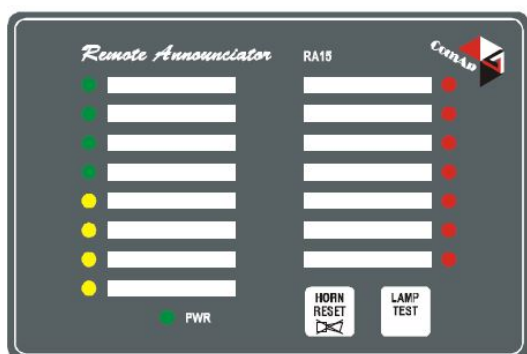 Remote Announciator
RA15
ComAp
PWR
HORN
RESET
LAMP
TEST